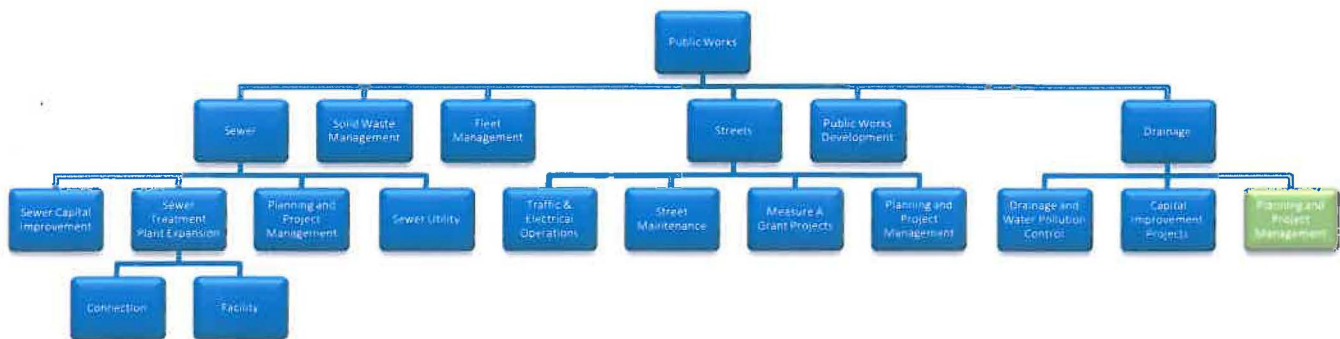 Public Works
Sewer
Solid Waste
Management
Fleet
Management
Streets
Public Works
Development
Drainage
Sewer Capital
Improvement
Sewer
Treatment
Plant Expansion
Planning and
Project
Management
Sewer Utility
Traffic &
Electrical
Operations
Street
Maintenance
Measure A
Grant Projects
Planning and
Project
Management
Drainage and
Water Pollution
Control
Capital
Improvement
Projects
Planning and
Project
Management
Connection
Facility